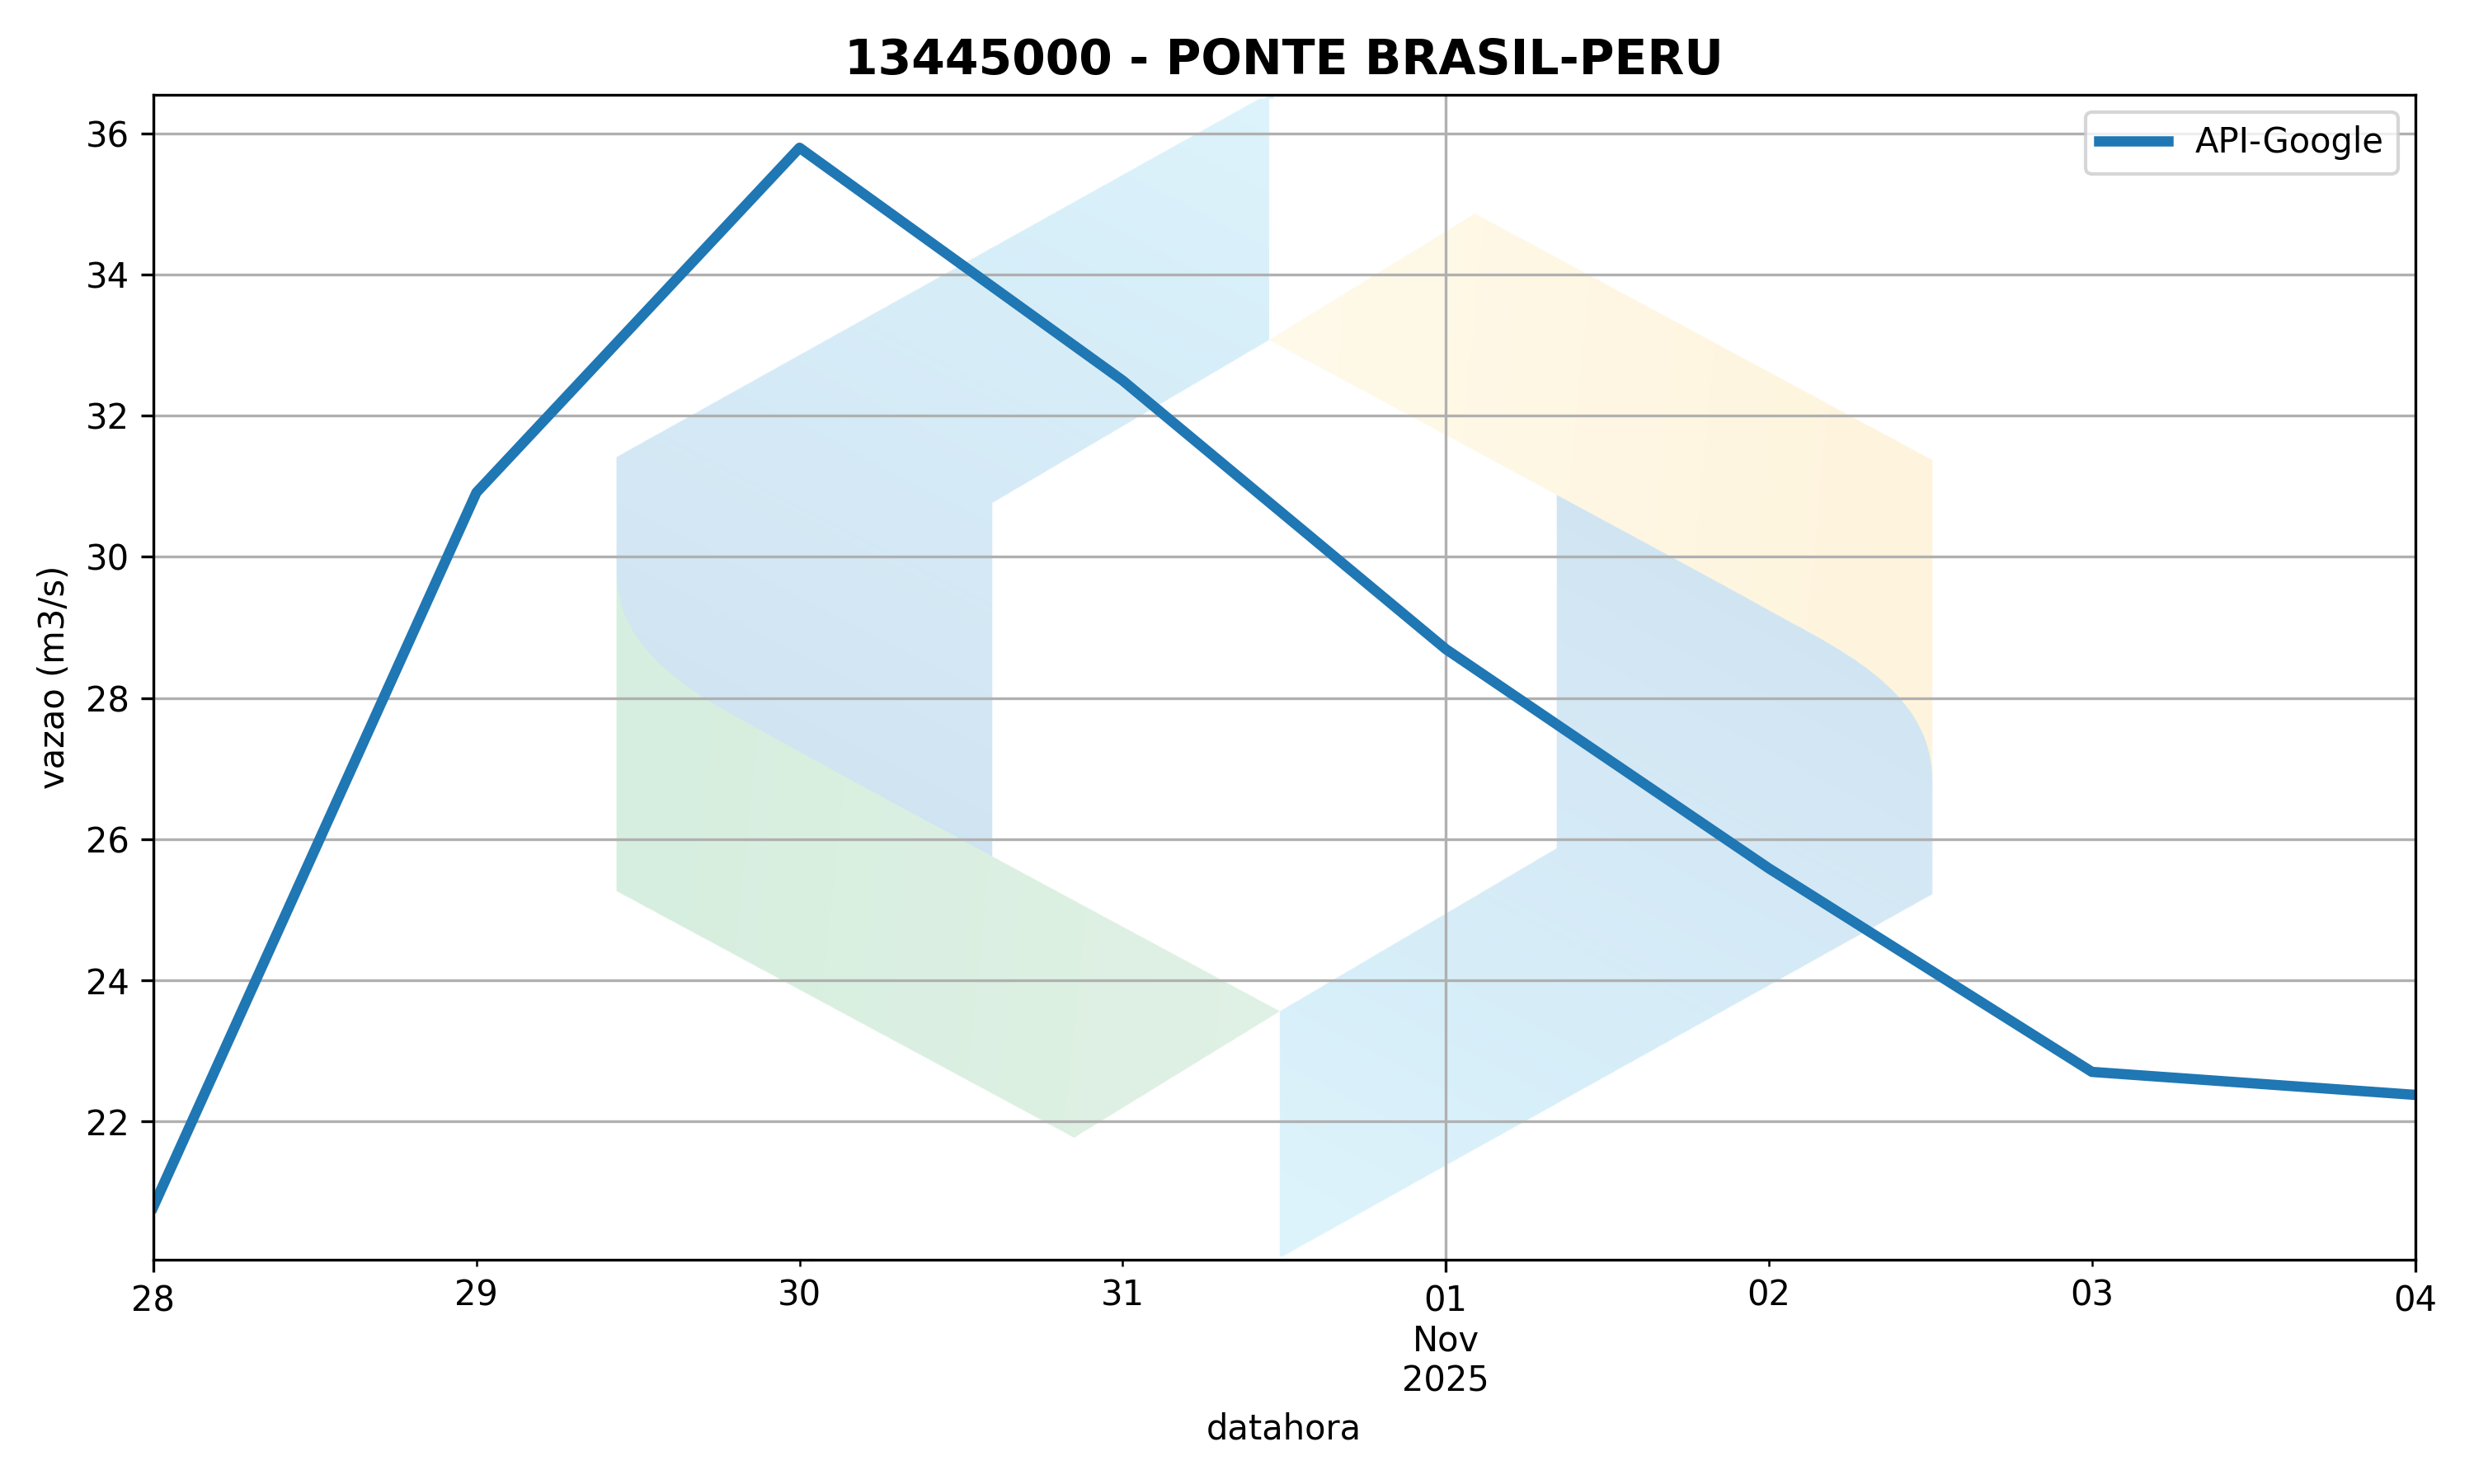 13445000 - PONTE BRASIL-PERU
API-Google
36
34
32
30
28
26
24
22
vazao (m3/s)
28 29 30 31 01 02 03 04
Nov
2025
datahora